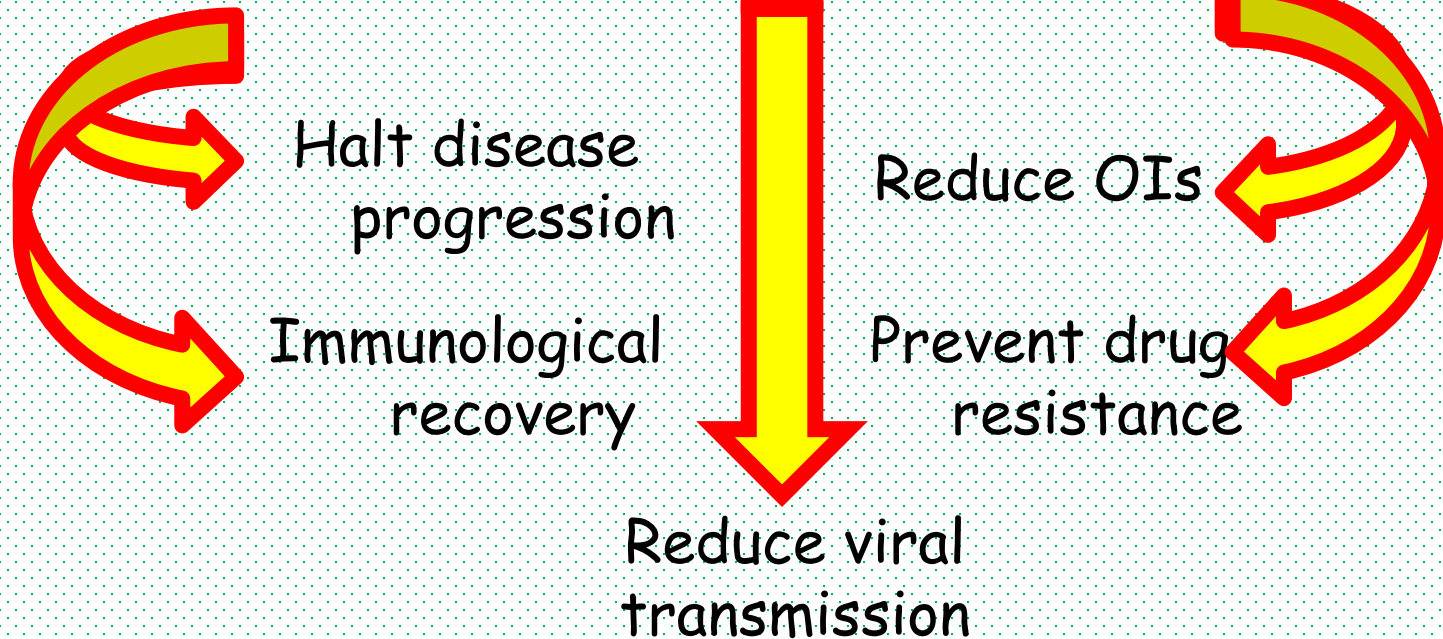 Halt disease
progression
Immunological
recovery
Reduce OIs
Prevent drug
resistance
Reduce viral
transmission